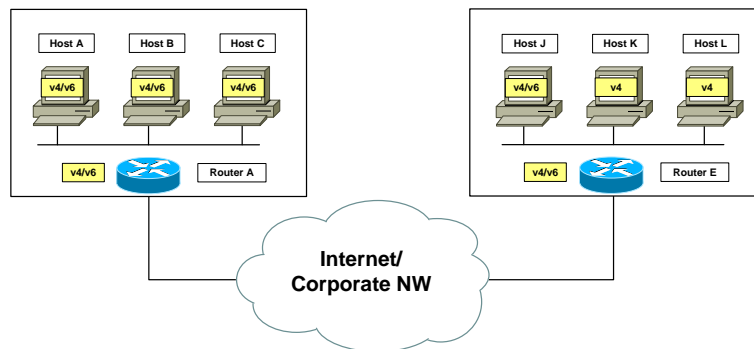 Host A Host B Host C
v4/v6 v4/v6 v4/v6
v4/v6 Router A
Host J Host K Host L
v4/v6 v4 v4
v4/v6 Router E
Internet/
Corporate NW